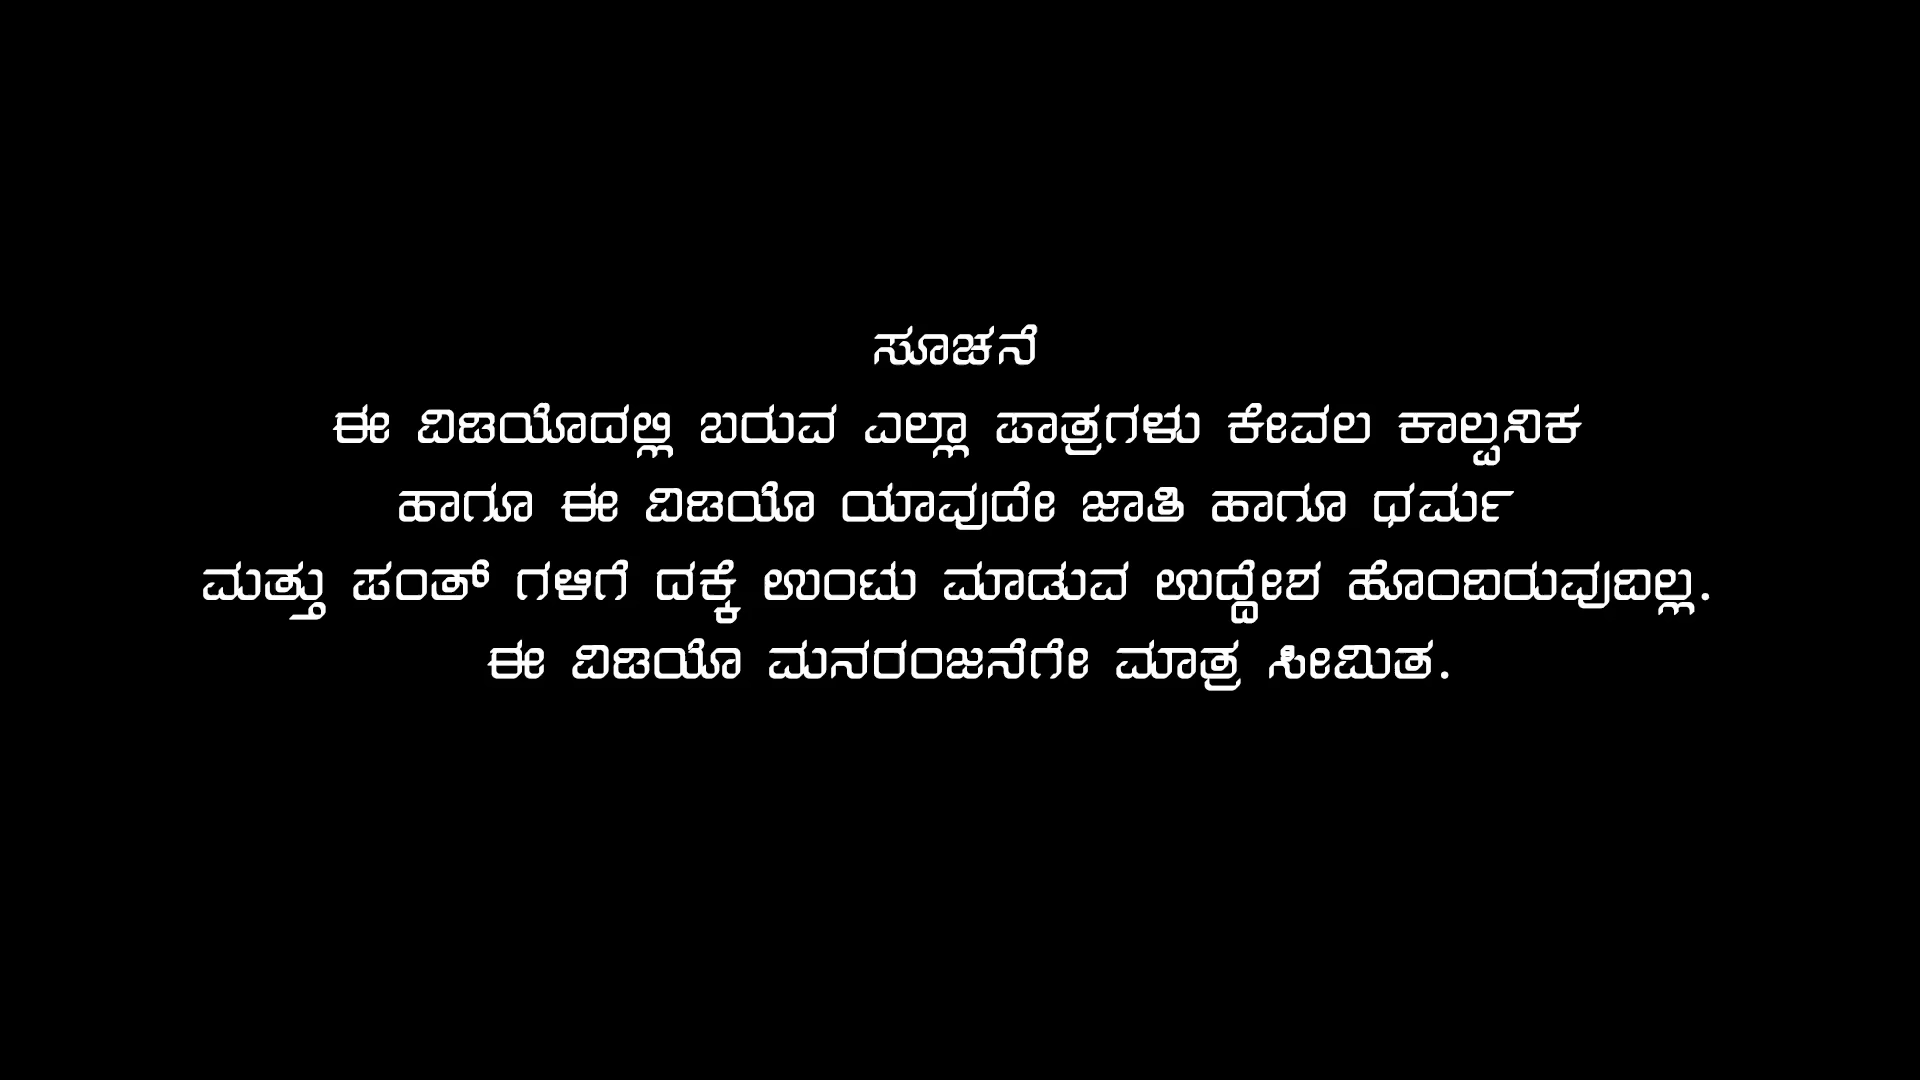 ಸೂಚನೆ
ಈ ವಿಡಿಯೊದಲ್ಲಿ ಬರುವ ಎಲ್ಲಾ ಪಾತ್ರಗಳು ಕೇವಲ ಕಾಲ್ಪನಿಕ
ಹಾಗೂ ಈ ವಿಡಿಯೊ ಯಾವುದೇ ಜಾತಿ ಹಾಗೂ ಧರ್ಮ
ಮತ್ತು ಪಂತ್ ಗಳಿಗೆ ದಕ್ಕೆ ಉಂಟು ಮಾಡುವ ಉದ್ದೇಶ ಹೊಂದಿರುವುದಿಲ್ಲ.
ಈ ವಿಡಿಯೊ ಮನರಂಜನೆಗೇ ಮಾತ್ರ ಸೀಮಿತ.